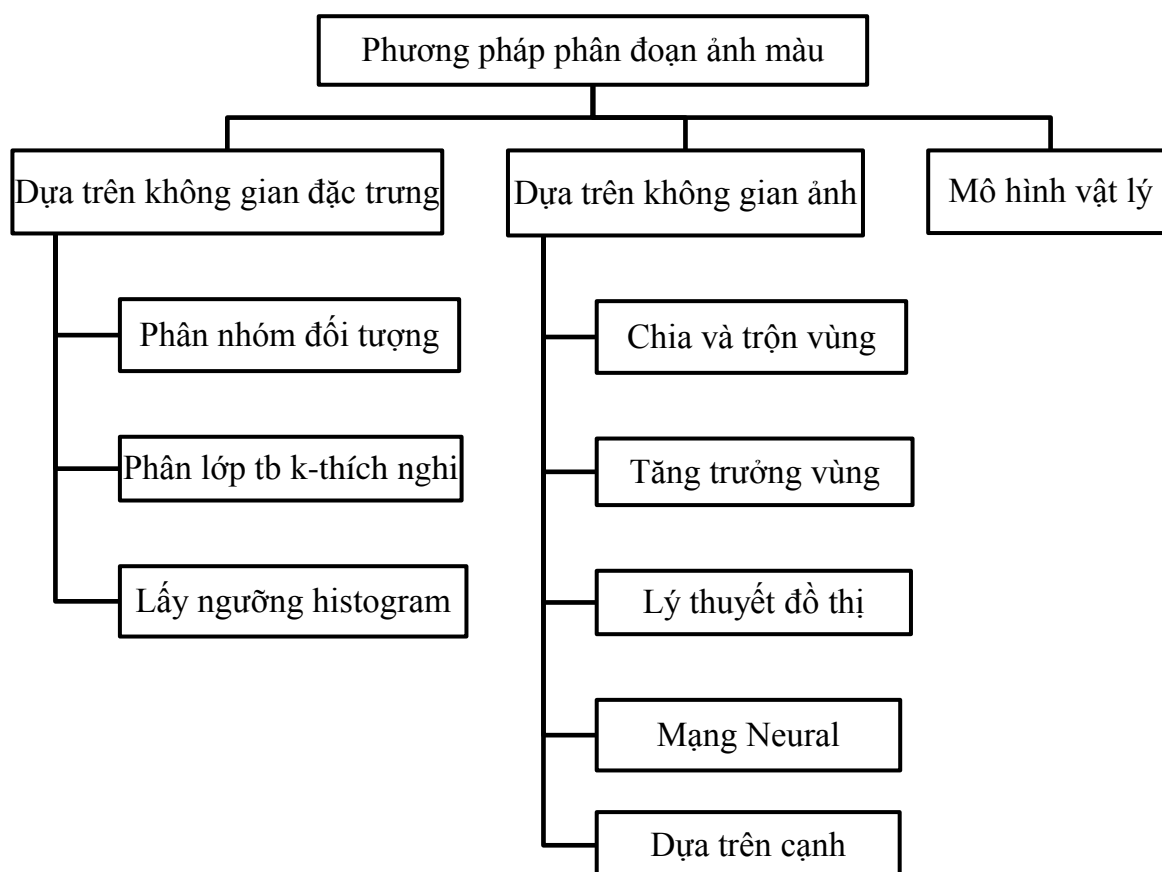 Phương pháp phân đoạn ảnh màu
Dựa trên không gian đặc trưng
Dựa trên không gian ảnh
Mô hình vật lý
Phân nhóm đối tượng
Phân lớp tb k-thích nghi
Lấy ngưỡng histogram
Chia và trộn vùng
Tăng trưởng vùng
Lý thuyết đồ thị
Mạng Neural
Dựa trên cạnh